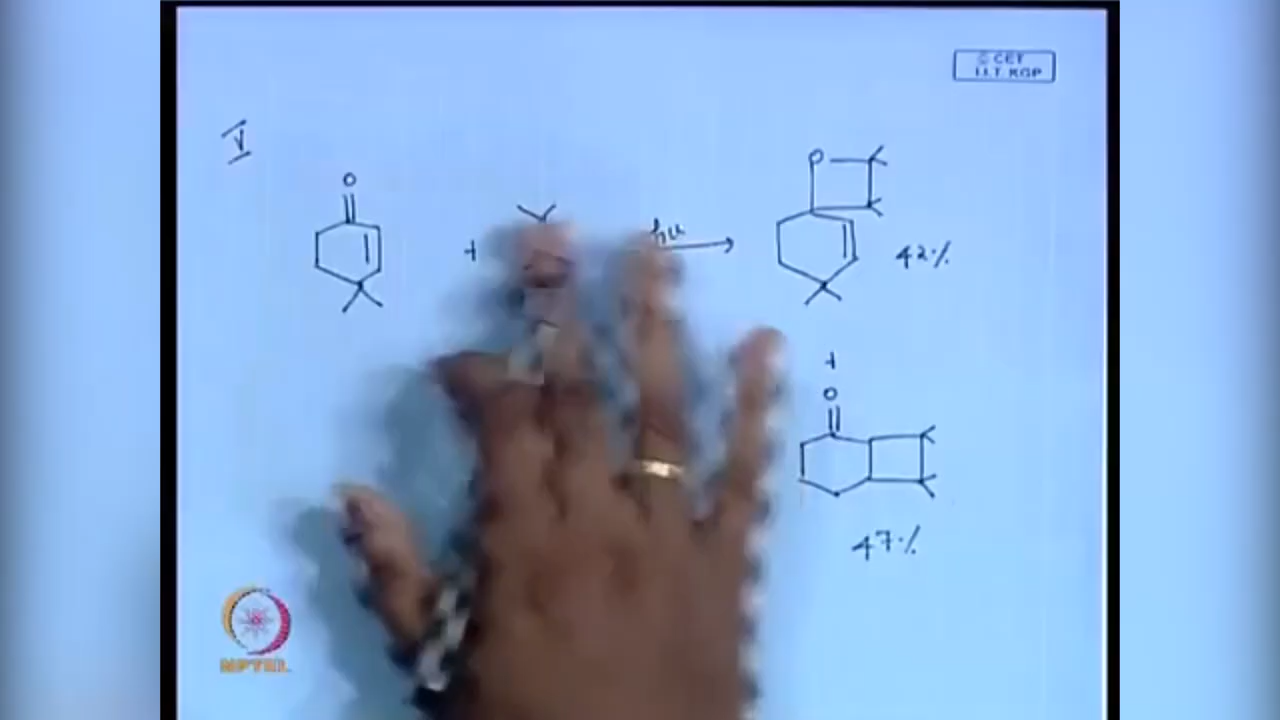 © CET
I.I.T. KGP
V
O
+
hν
O
42%
+
O
47%
NPTEL